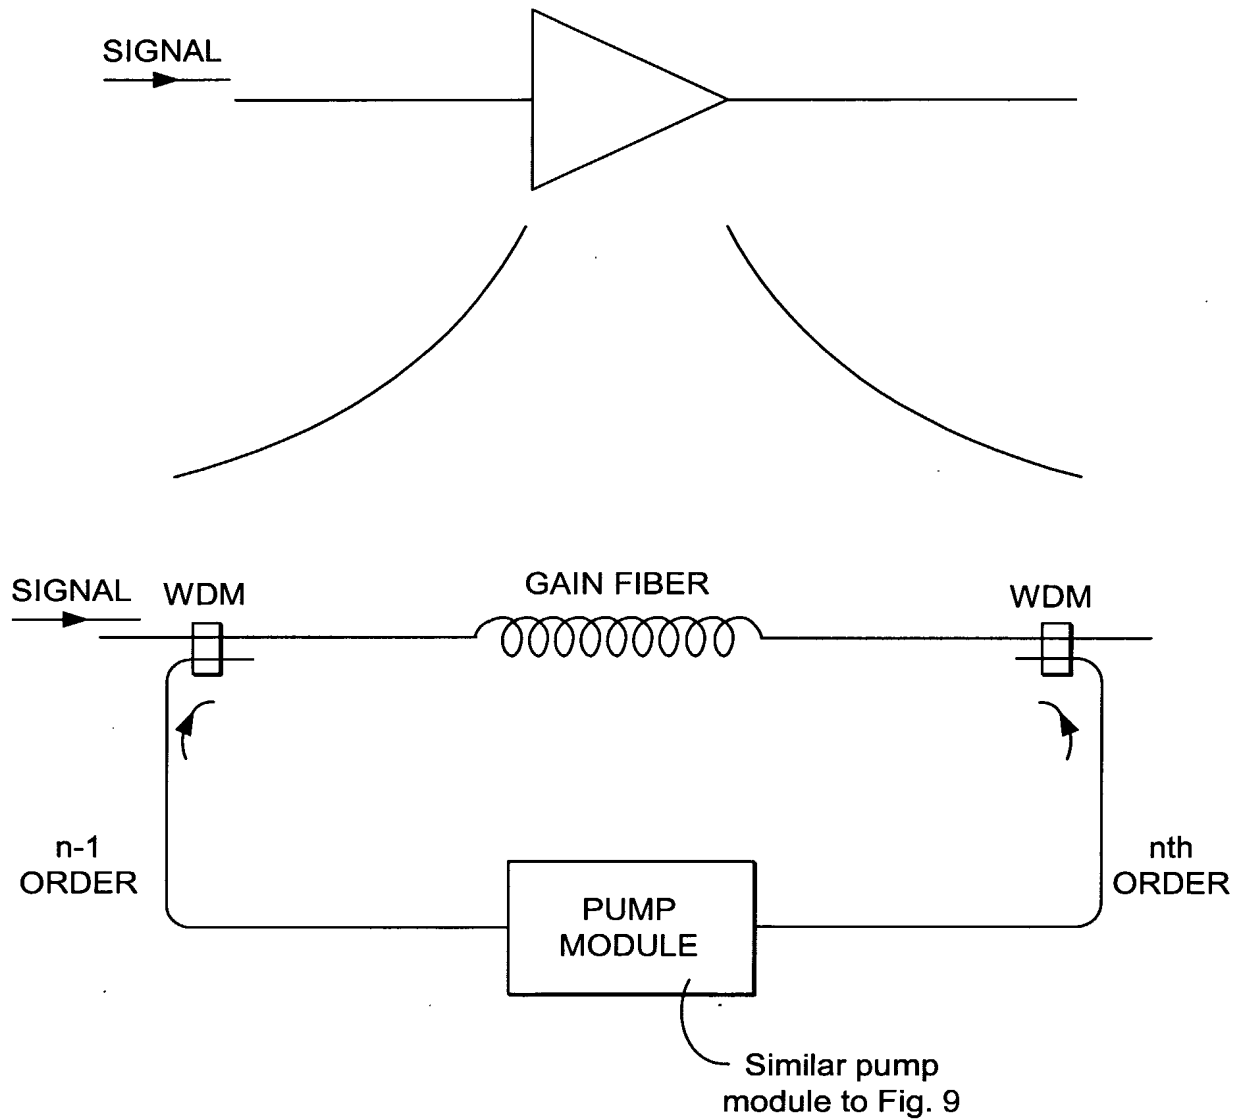 SIGNAL
SIGNAL
WDM
GAIN FIBER
WDM
n-1
ORDER
nth
ORDER
PUMP
MODULE
Similar pump
module to Fig. 9